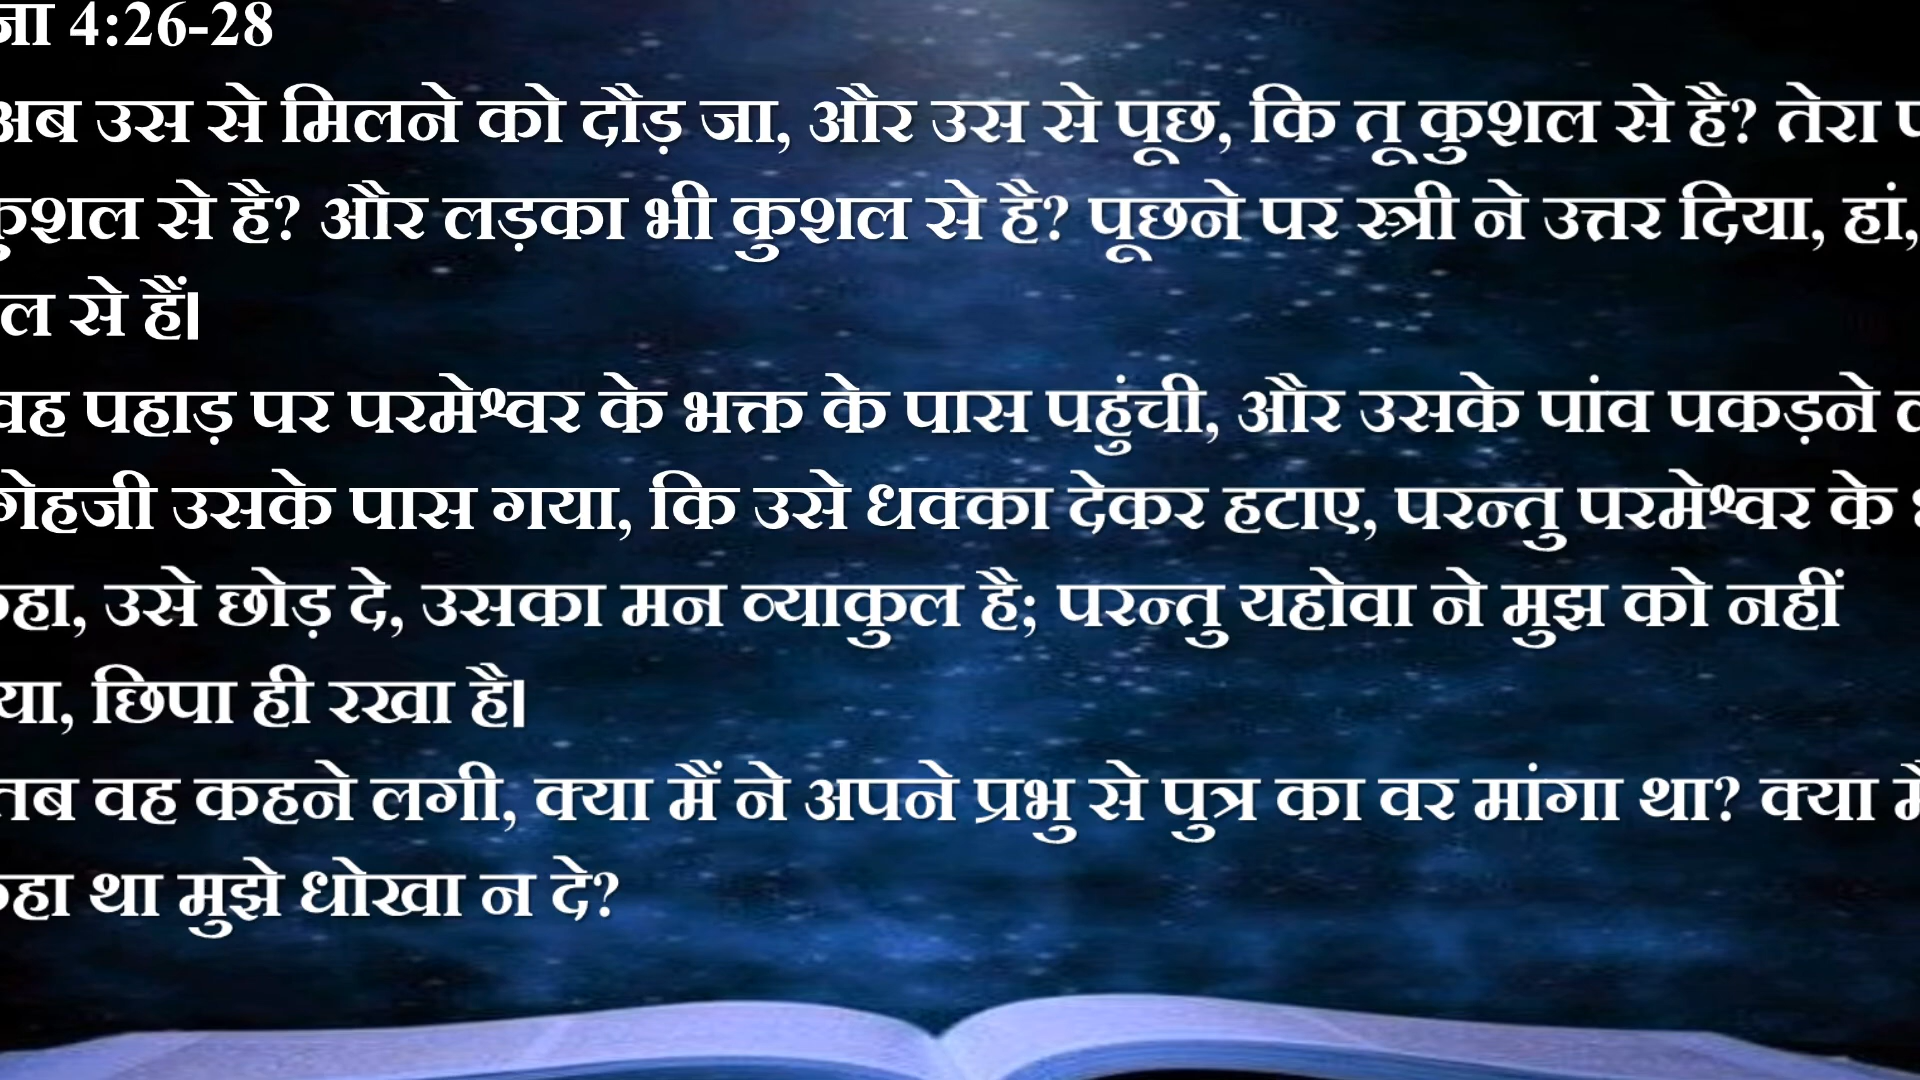 4:26-28
अब उस से मिलने को दौड़ जा, और उस से पूछ, कि तू कुशल से है? तेरा
कुशल से है? और लड़का भी कुशल से है? पूछने पर स्त्री ने उत्तर दिया, हां,
से हैं।
वह पहाड़ पर परमेश्वर के भक्त के पास पहुंची, और उसके पांव पकड़ने
गेहजी उसके पास गया, कि उसे धक्का देकर हटाए, परन्तु परमेश्वर के
कहा, उसे छोड़ दे, उसका मन व्याकुल है; परन्तु यहोवा ने मुझ को नहीं
छिपा ही रखा है।
तब वह कहने लगी, क्या मैं ने अपने प्रभु से पुत्र का वर मांगा था? क्या
कहा था मुझे धोखा न दे?